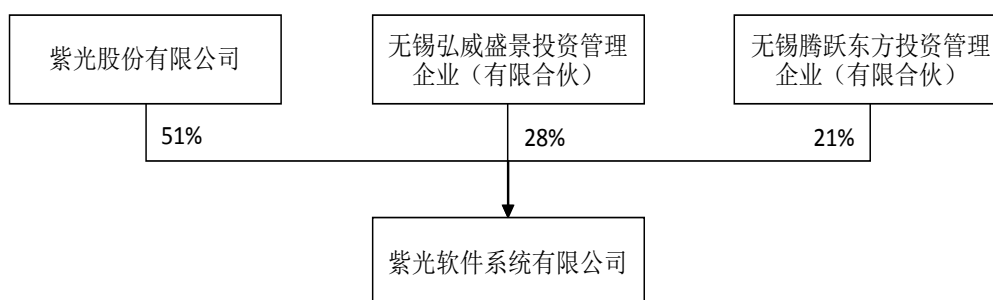 紫光股份有限公司
无锡弘威盛景投资管理
企业（有限合伙）
无锡腾跃东方投资管理
企业（有限合伙）
51%
28%
21%
紫光软件系统有限公司